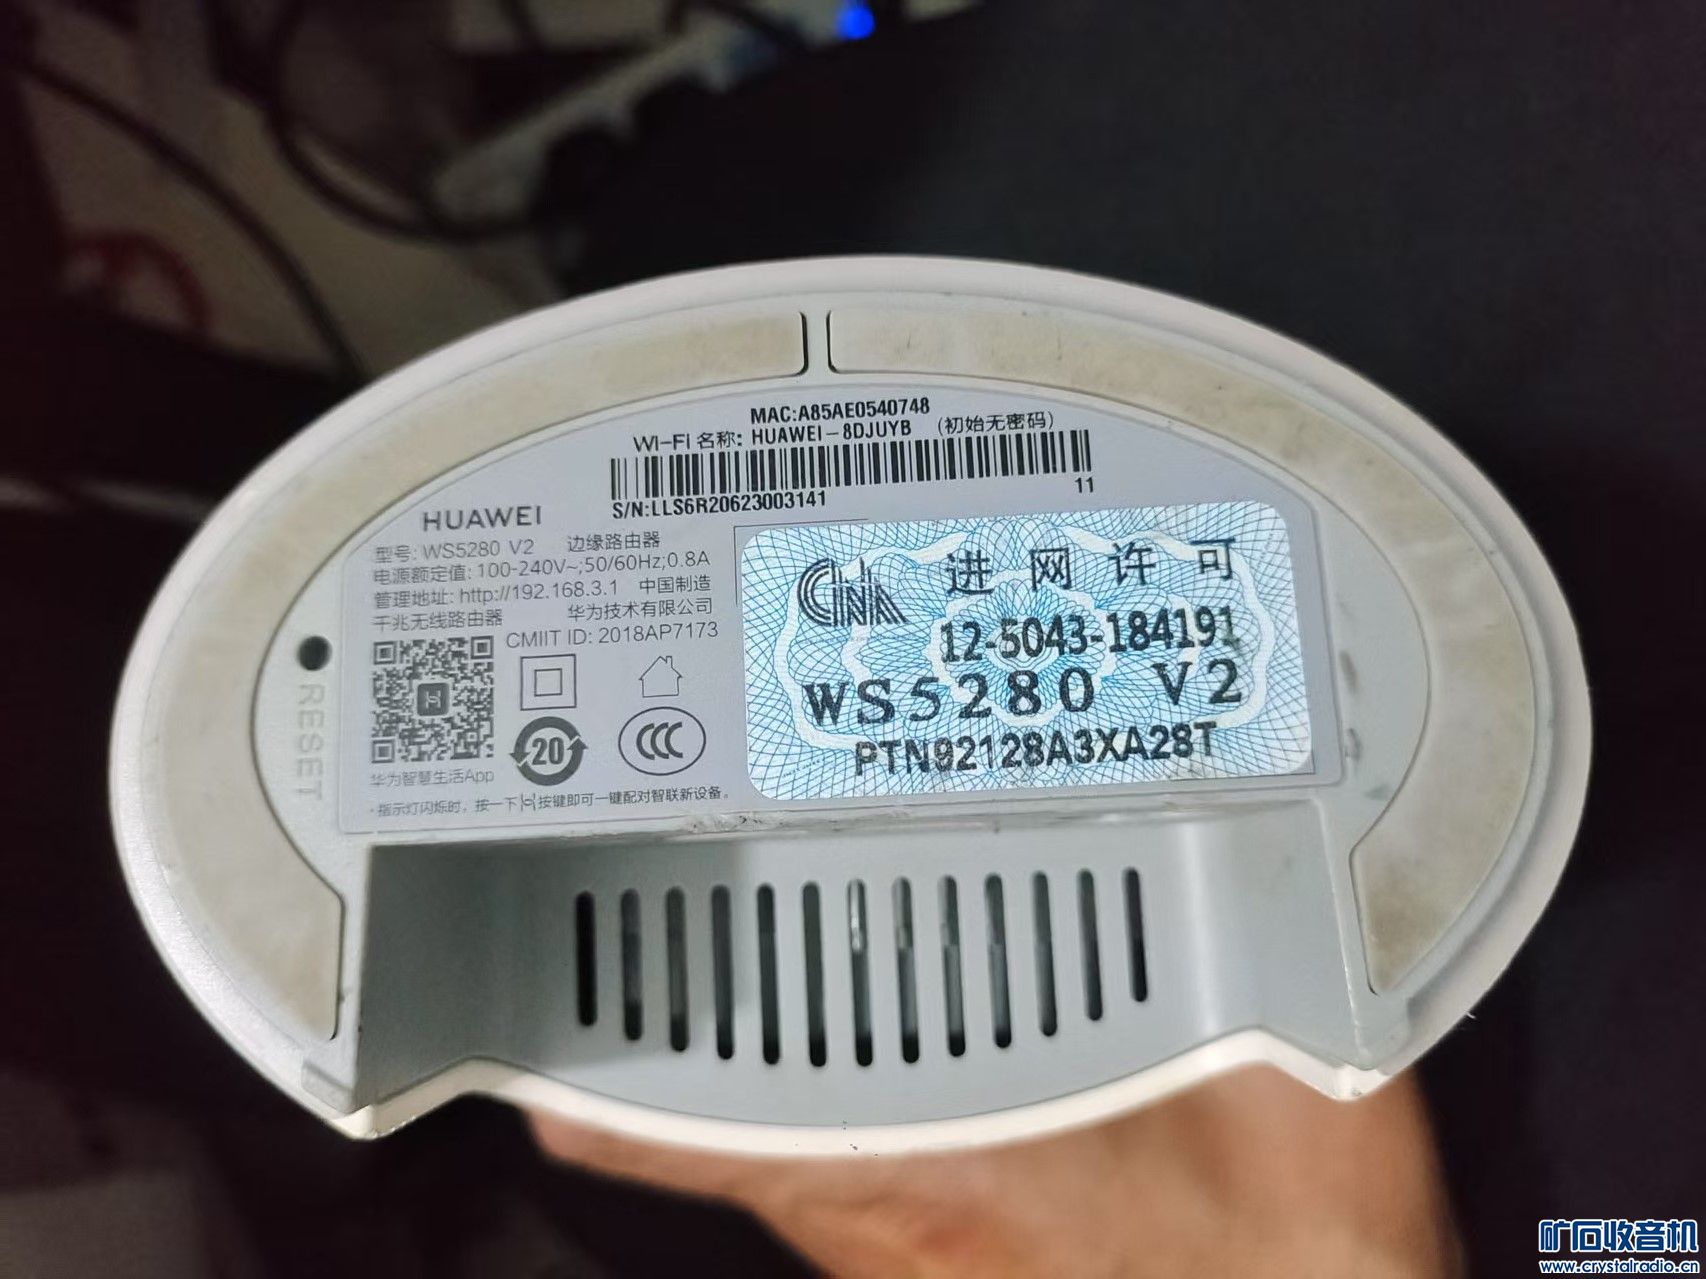 MAC:A85AE0540748
WI-FI 名称: HUAWEI-8DJUYB (初始无密码)
S/N:LLS6R20623003141
11
HUAWEI
型号: WS5280 V2 边缘路由器
电源额定值: 100-240V~;50/60Hz;0.8A
管理地址: http://192.168.3.1 中国制造
千兆无线路由器 华为技术有限公司
CMIIT ID: 2018AP7173
RESET
20
CCC
华为智慧生活App
·指示灯闪烁时，按一下 按键即可一键配对智联新设备。
CNA 进网许可
12-5043-184191
WS5280 V2
PTN92128A3XA28T
矿石收音机
www.crystalradio.cn